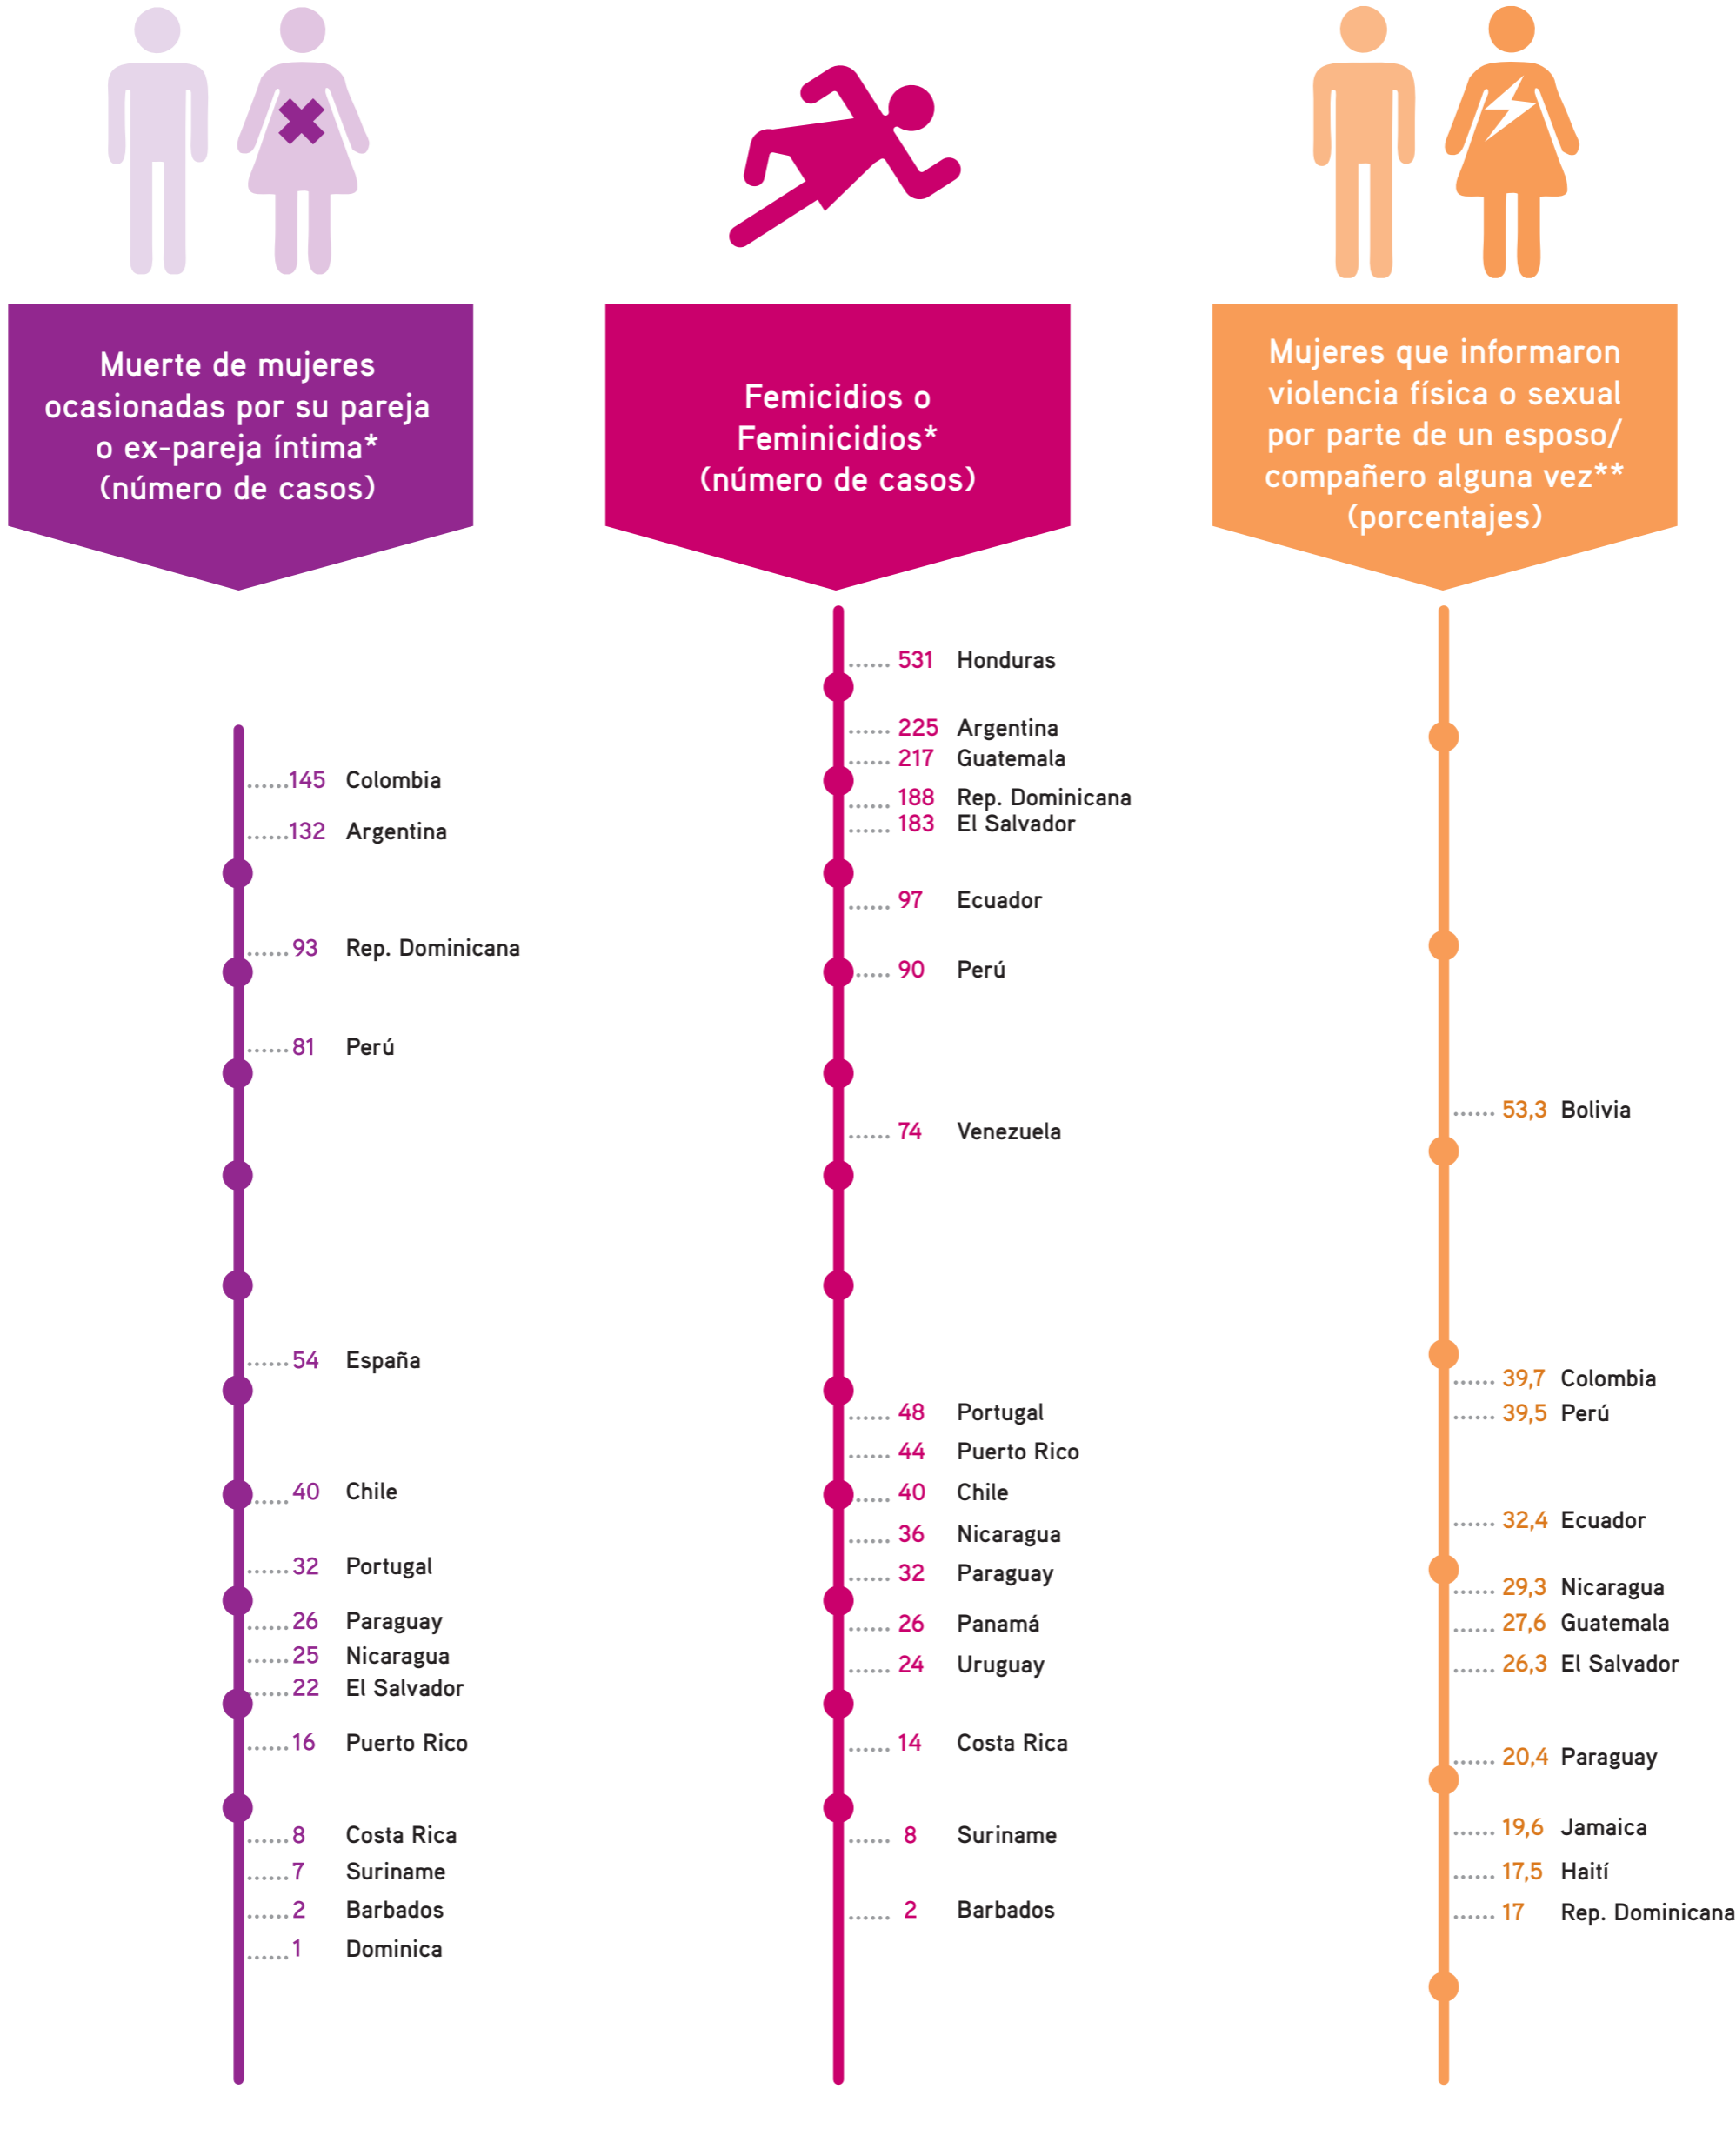 Muerte de mujeres
ocasionadas por su pareja
o ex-pareja íntima*
(número de casos)
145 Colombia
132 Argentina
93 Rep. Dominicana
81 Perú
54 España
40 Chile
32 Portugal
26 Paraguay
25 Nicaragua
22 El Salvador
16 Puerto Rico
8 Costa Rica
7 Suriname
2 Barbados
1 Dominica
Femicidios o
Feminicidios*
(número de casos)
531 Honduras
225 Argentina
217 Guatemala
188 Rep. Dominicana
183 El Salvador
97 Ecuador
90 Perú
74 Venezuela
48 Portugal
44 Puerto Rico
40 Chile
36 Nicaragua
32 Paraguay
26 Panamá
24 Uruguay
14 Costa Rica
8 Suriname
2 Barbados
Mujeres que informaron
violencia física o sexual
por parte de un esposo/
compañero alguna vez**
(porcentajes)
53,3 Bolivia
39,7 Colombia
39,5 Perú
32,4 Ecuador
29,3 Nicaragua
27,6 Guatemala
26,3 El Salvador
20,4 Paraguay
19,6 Jamaica
17,5 Haití
17 Rep. Dominicana